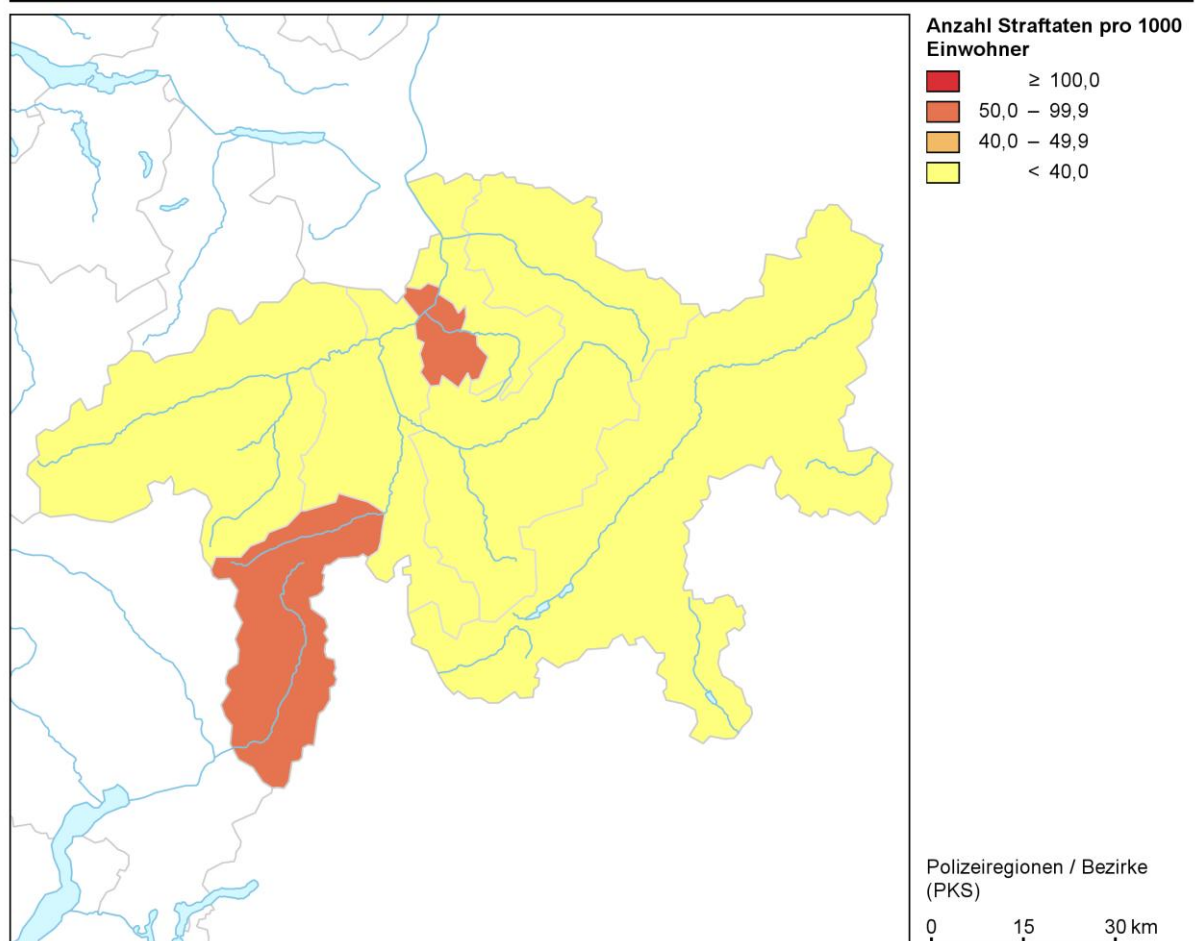 Anzahl Straftaten pro 1000
Einwohner
≥ 100,0
50,0 – 99,9
40,0 – 49,9
< 40,0
Polizeiregionen / Bezirke
(PKS)
0 15 30 km